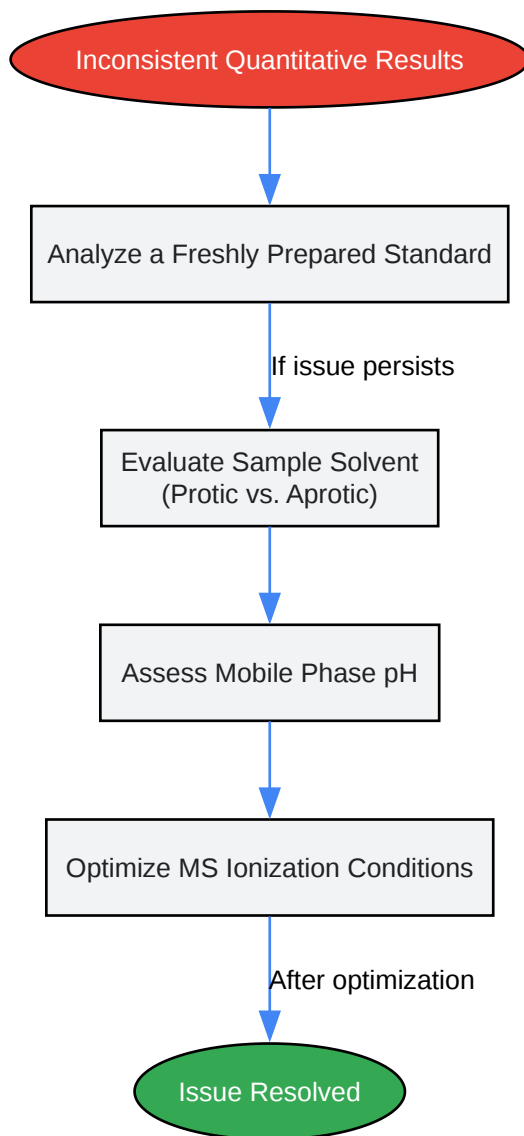 Inconsistent Quantitative Results
Analyze a Freshly Prepared Standard
If issue persists
Evaluate Sample Solvent
(Protic vs. Aprotic)
Assess Mobile Phase pH
Optimize MS Ionization Conditions
After optimization
Issue Resolved